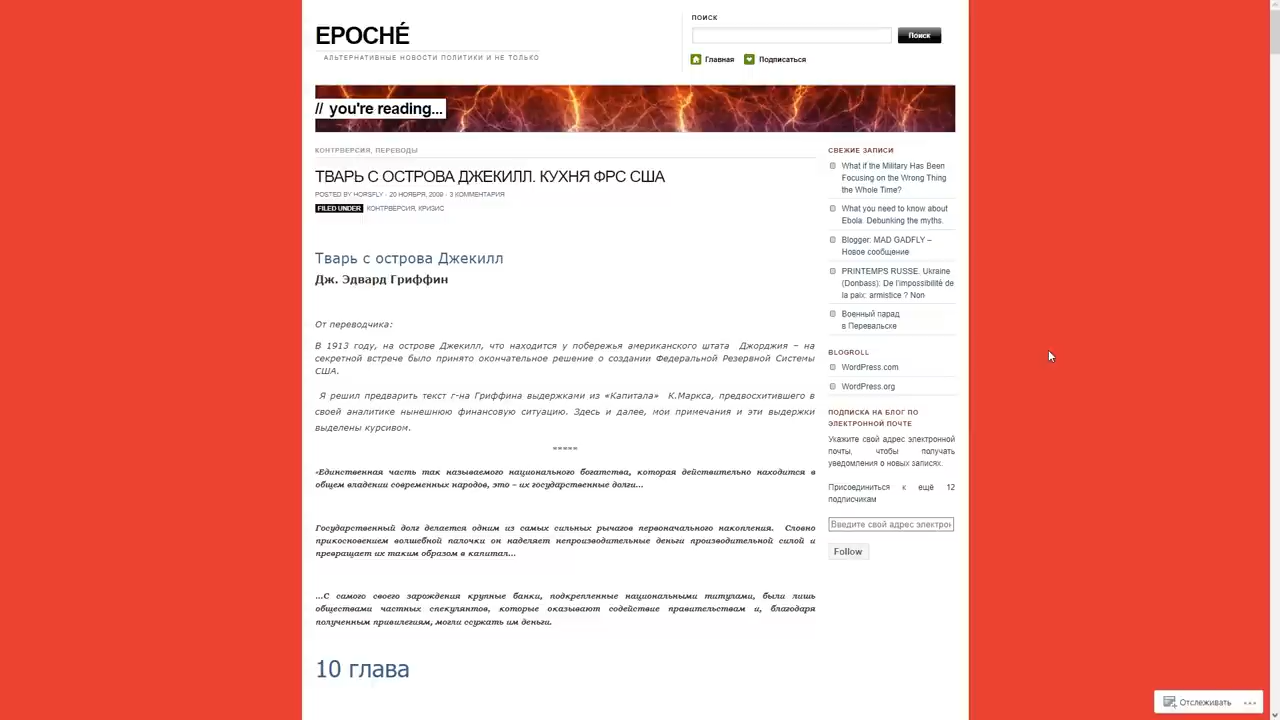 EPOCHÉ
АЛЬТЕРНАТИВНЫЕ НОВОСТИ ПОЛИТИКИ И НЕ ТОЛЬКО
ПОИСК
Поиск
Главная
Подписаться
// you're reading...
КОНТРВЕРСИЯ, ПЕРЕВОДЫ
ТВАРЬ С ОСТРОВА ДЖЕКИЛЛ. КУХНЯ ФРС США
POSTED BY HORSFLY ⋅ 20 НОЯБРЯ, 2009 ⋅ 3 КОММЕНТАРИЯ
FILED UNDER КОНТРВЕРСИЯ, КРИЗИС
Тварь с острова Джекилл
Дж. Эдвард Гриффин
От переводчика:
В 1913 году, на острове Джекилл, что находится у побережья американского штата Джорджия – на
секретной встрече было принято окончательное решение о создании Федеральной Резервной Системы
США.
Я решил предварить текст г-на Гриффина выдержками из «Капитала» К.Маркса, предвосхитившего в
своей аналитике нынешнюю финансовую ситуацию. Здесь и далее, мои примечания и эти выдержки
выделены курсивом.
*****
«Единственная часть так называемого национального богатства, которая действительно находится в
общем владении современных народов, это – их государственные долги...
Государственный долг делается одним из самых сильных рычагов первоначального накопления. Словно
прикосновением волшебной палочки он наделяет непроизводительные деньги производительной силой и
превращает их таким образом в капитал...
...С самого своего зарождения крупные банки, подкрепленные национальными титулами, были лишь
обществами частных спекулянтов, которые оказывают содействие правительствам и, благодаря
полученным привилегиям, могли ссужать им деньги.
10 глава
СВЕЖИЕ ЗАПИСИ
What if the Military Has Been
Focusing on the Wrong Thing
the Whole Time?
What you need to know about
Ebola. Debunking the myths.
Blogger: MAD GADFLY –
Новое сообщение
PRINTEMPS RUSSE. Ukraine
(Donbass): De l'impossibilité de
la paix: armistice ? Non
Военный парад
в Перевальске
BLOGROLL
WordPress.com
WordPress.org
ПОДПИСКА НА БЛОГ ПО
ЭЛЕКТРОННОЙ ПОЧТЕ
Укажите свой адрес электронной
почты, чтобы получать
уведомления о новых записях.
Присоединиться к ещё 12
подписчикам
Введите свой адрес электрон
Follow
Отслеживать